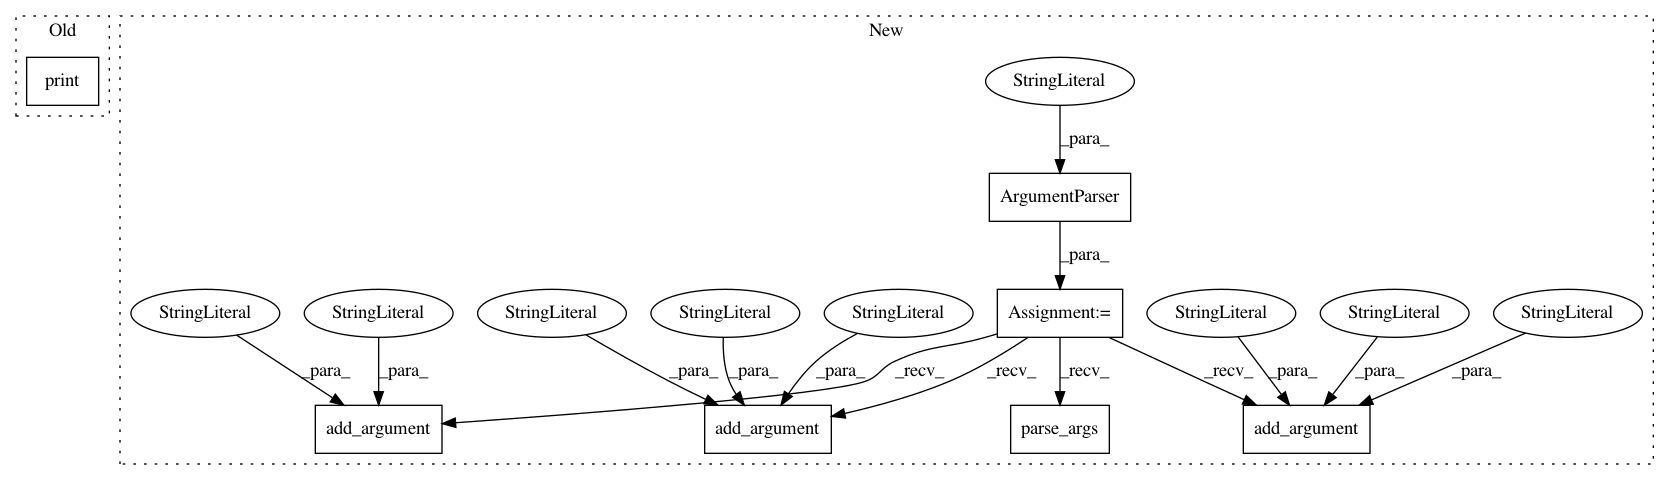 Old
New
print
StringLiteral
_para_
ArgumentParser
_para_
StringLiteral
StringLiteral
StringLiteral
StringLiteral
StringLiteral
Assignment:=
StringLiteral
StringLiteral
StringLiteral
_para_
_para_
_para_
_para_
_para_
_recv_
_recv_
_recv_
_recv_
_para_
_para_
_para_
add_argument
add_argument
parse_args
add_argument